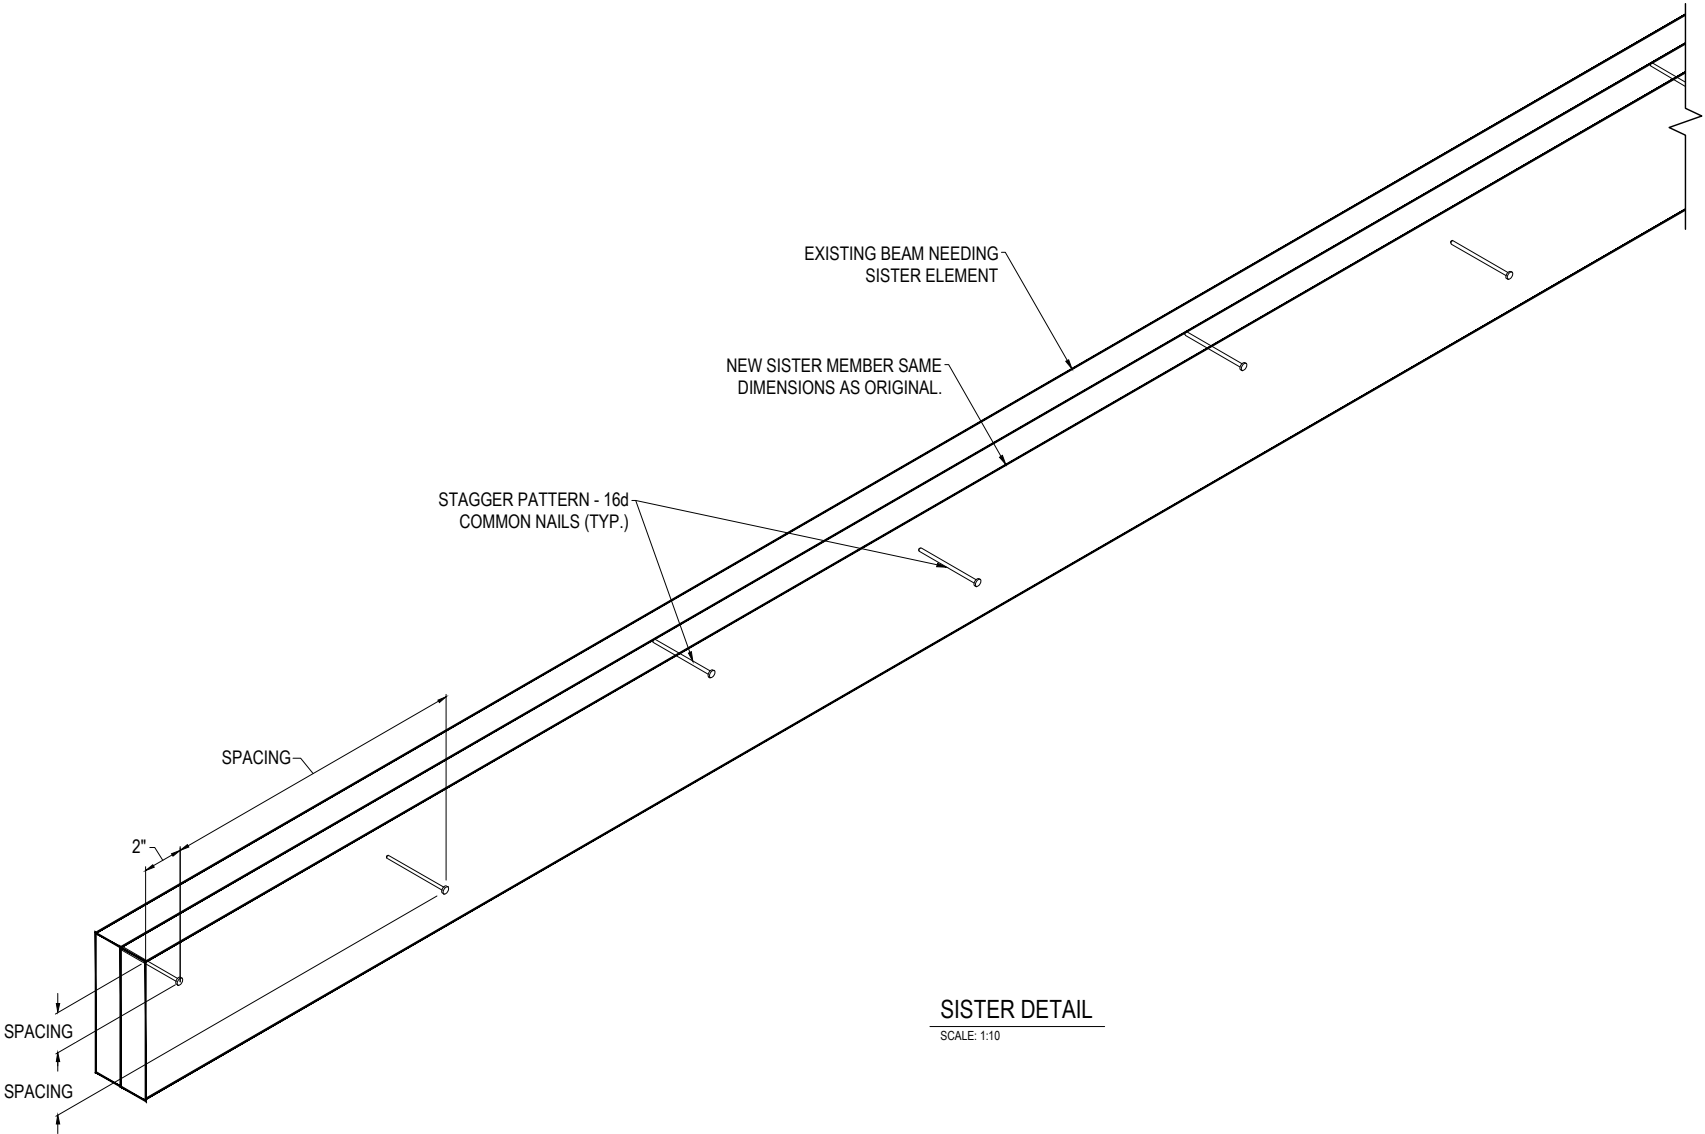 EXISTING BEAM NEEDING
SISTER ELEMENT
NEW SISTER MEMBER SAME
DIMENSIONS AS ORIGINAL.
STAGGER PATTERN - 16d
COMMON NAILS (TYP.)
SPACING
2"
SPACING
SPACING
SISTER DETAIL
SCALE: 1:10